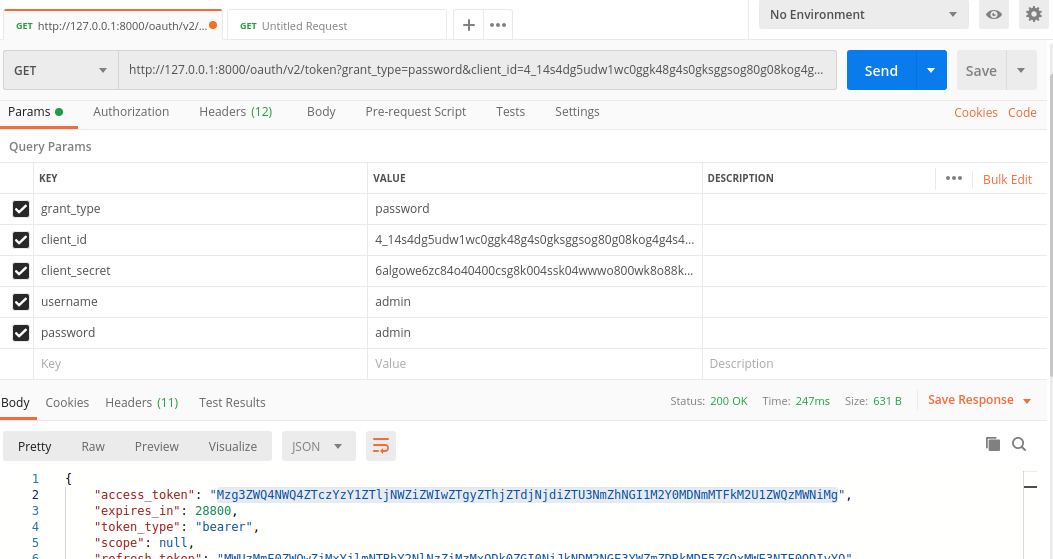 GET http://127.0.0.1:8000/oauth/v2/... GET Untitled Request + ••• No Environment
GET http://127.0.0.1:8000/oauth/v2/token?grant_type=password&client_id=4_14s4dg5udw1wc0ggk48g4s0gksggsog80g08kog4g... Send Save
Params Authorization Headers (12) Body Pre-request Script Tests Settings Cookies Code
Query Params
KEY VALUE DESCRIPTION ••• Bulk Edit
grant_type password
client_id 4_14s4dg5udw1wc0ggk48g4s0gksggsog80g08kog4g4s4...
client_secret 6algowe6zc84o40400csg8k004ssk04wwwo800wk8o88k...
username admin
password admin
Key Value Description
Body Cookies Headers (11) Test Results Status: 200 OK Time: 247ms Size: 631 B Save Response
Pretty Raw Preview Visualize JSON
1 {
2 "access_token": "Mzg3ZWQ4NWQ4ZTczYzY1ZTljNWZiZWIwZTgyZThjZTdjNjdiZTU3NmZhNGI1M2Y0MDNmMTFkM2U1ZWQzMWNiMg",
3 "expires_in": 28800,
4 "token_type": "bearer",
5 "scope": null,
6 "refresh_token":